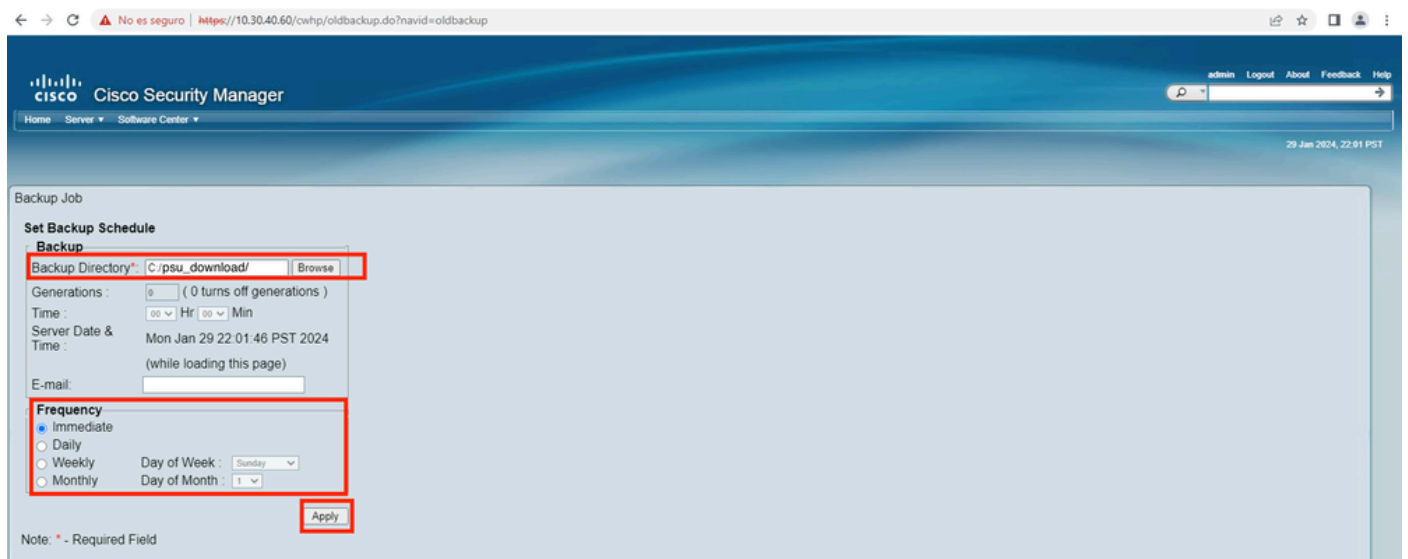 No es seguro | https://10.30.40.60/cwhp/oldbackup.do?navid=oldbackup
admin Logout About Feedback Help
cisco Cisco Security Manager
Home Server Software Center
29 Jan 2024, 22:01 PST
Backup Job
Set Backup Schedule
Backup
Backup Directory*: C:/psu_download/ Browse
Generations : 0 ( 0 turns off generations )
Time : 00 Hr 00 Min
Server Date &
Time : Mon Jan 29 22:01:46 PST 2024
(while loading this page)
E-mail:
Frequency
Immediate
Daily
Weekly Day of Week : Sunday
Monthly Day of Month : 1
Apply
Note: * - Required Field